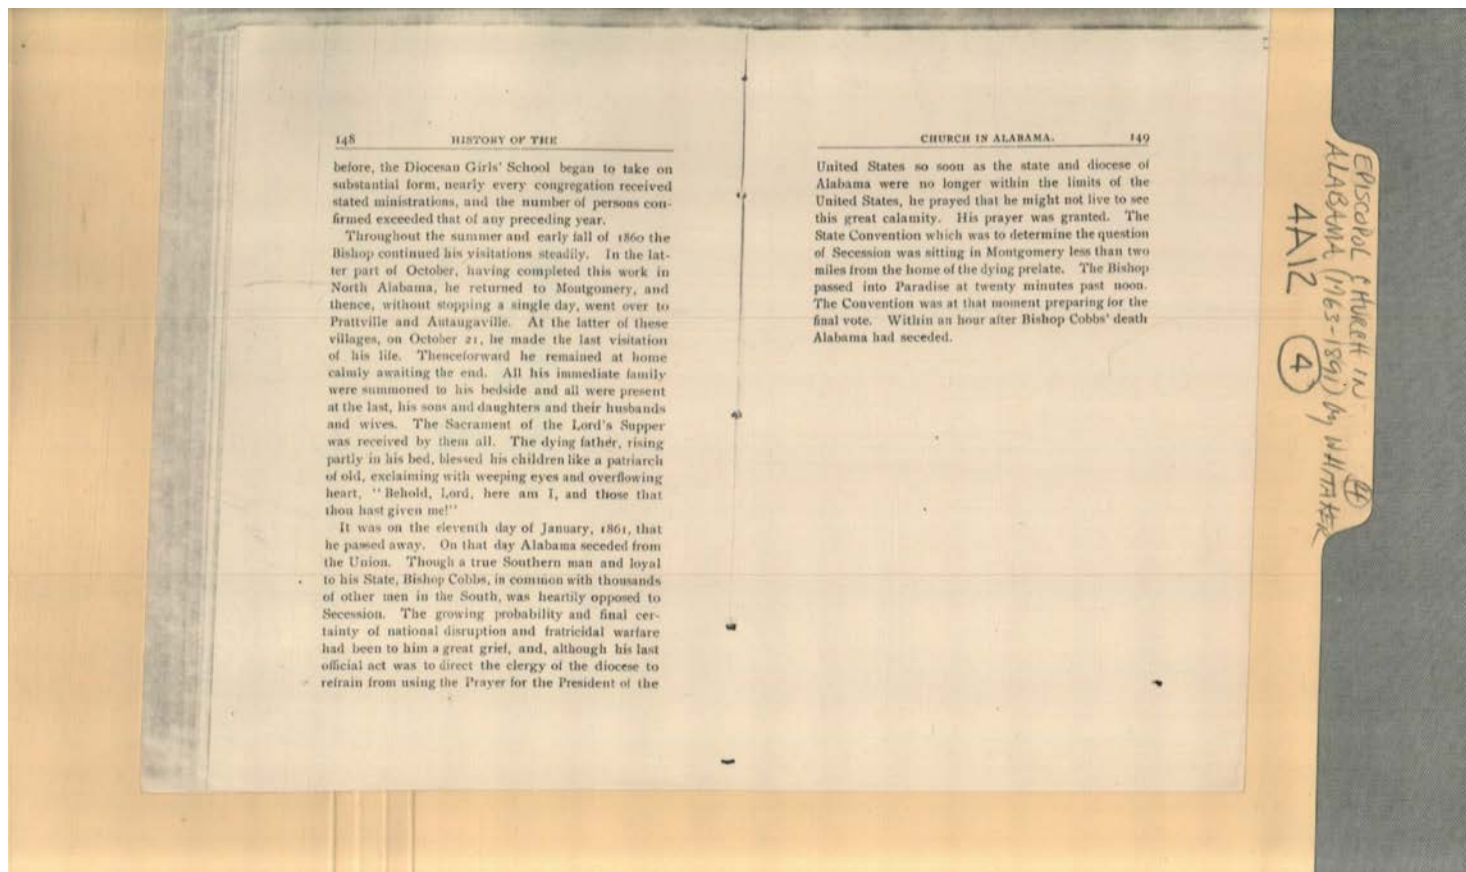 148 HISTORY OF THE
before, the Diocesan Girls' School began to take on
substantial form, nearly every congregation received
stated ministrations, and the number of persons con-
firmed exceeded that of any preceding year.
Throughout the summer and early fall of 1860 the
Bishop continued his visitations steadily. In the lat-
ter part of October, having completed this work in
North Alabama, he returned to Montgomery, and
thence, without stopping a single day, went over to
Prattville and Autaugaville. At the latter of these
villages, on October 21, he made the last visitation
of his life. Thenceforward he remained at home
calmly awaiting the end. All his immediate family
were summoned to his bedside and all were present
at the last, his sons and daughters and their husbands
and wives. The Sacrament of the Lord's Supper
was received by them all. The dying father, rising
partly in his bed, blessed his children like a patriarch
of old, exclaiming with weeping eyes and overflowing
heart, "Behold, Lord, here am I, and those that
thou hast given me!"
It was on the eleventh day of January, 1861, that
he passed away. On that day Alabama seceded from
the Union. Though a true Southern man and loyal
to his State, Bishop Cobbs, in common with thousands
of other men in the South, was heartily opposed to
Secession. The growing probability and final cer-
tainty of national disruption and fratricidal warfare
had been to him a great grief, and, although his last
official act was to direct the clergy of the diocese to
refrain from using the Prayer for the President of the
CHURCH IN ALABAMA. 149
United States so soon as the state and diocese of
Alabama were no longer within the limits of the
United States, he prayed that he might not live to see
this great calamity. His prayer was granted. The
State Convention which was to determine the question
of Secession was sitting in Montgomery less than two
miles from the home of the dying prelate. The Bishop
passed into Paradise at twenty minutes past noon.
The Convention was at that moment preparing for the
final vote. Within an hour after Bishop Cobbs' death
Alabama had seceded.
EPISCOPOL CHURCH IN (4)
ALABAMA (1763-1891) by WHITAKER
4A12 (4)